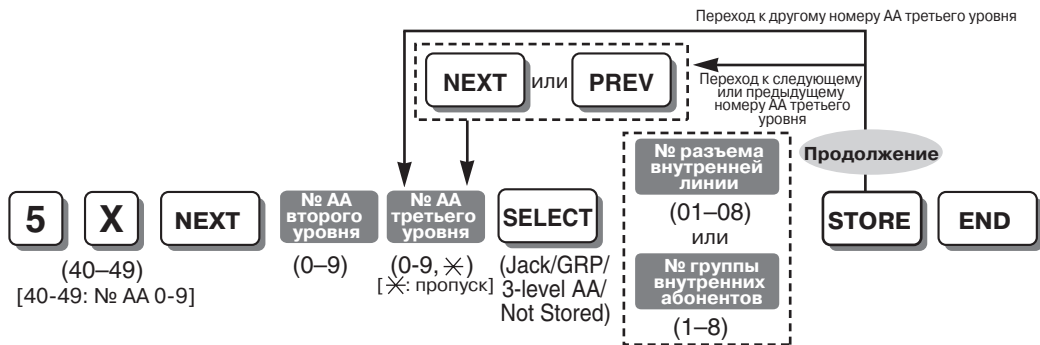 Переход к другому номеру АА третьего уровня
NEXT или PREV
Переход к следующему
или предыдущему
номеру АА третьего
уровня
Продолжение
5 X NEXT
№ АА
второго
уровня
(0–9)
№ АА
третьего
уровня
(0-9, ✳)
[✳: пропуск]
SELECT
(Jack/GRP/
3-level AA/
Not Stored)
№ разъема
внутренней
линии
(01–08)
или
№ группы
внутренних
абонентов
(1–8)
STORE END
(40–49)
[40-49: № АА 0-9]